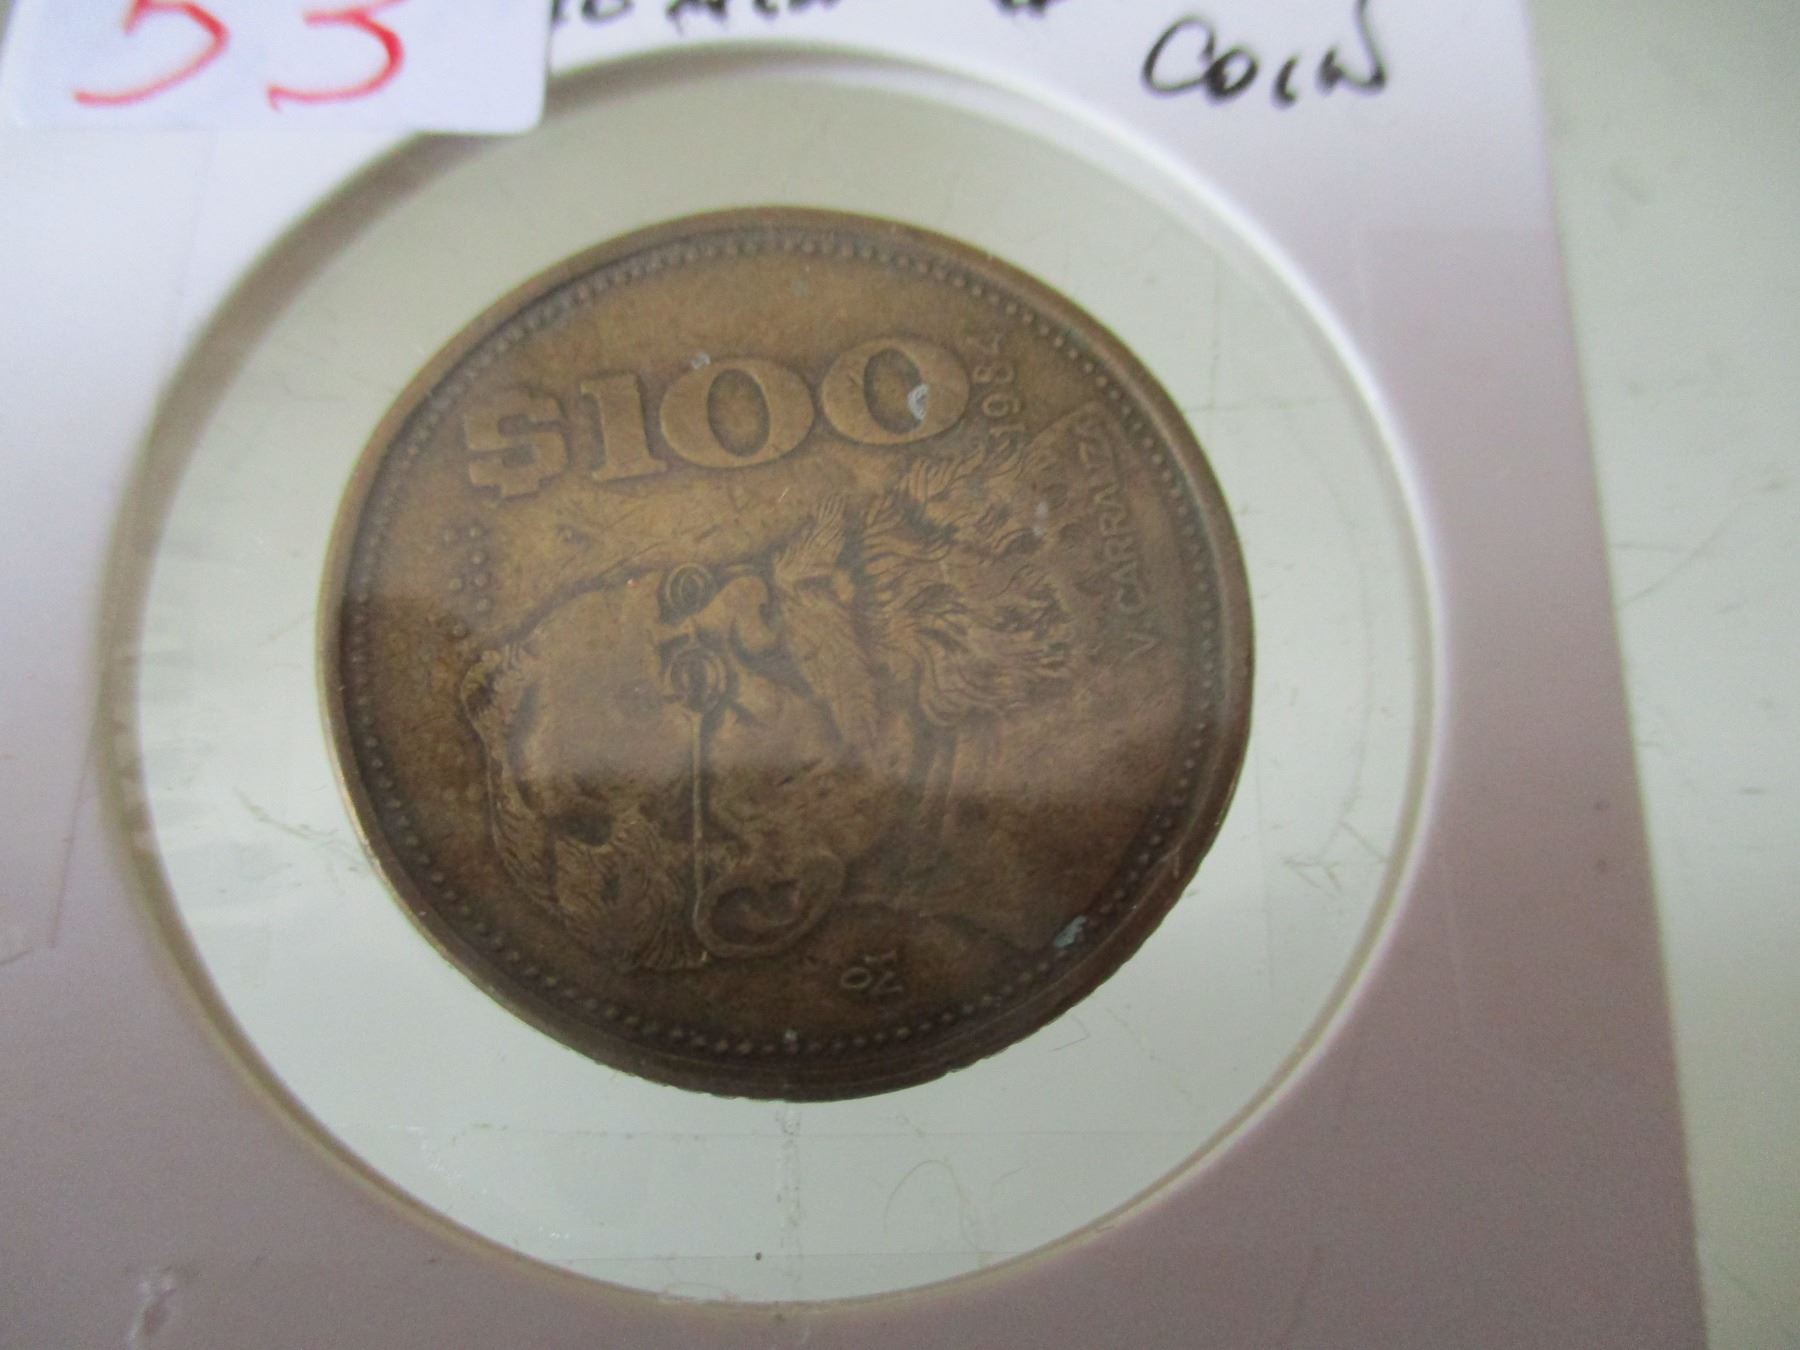 53
COIN
$100
1984
V. CARRANZA
Mo